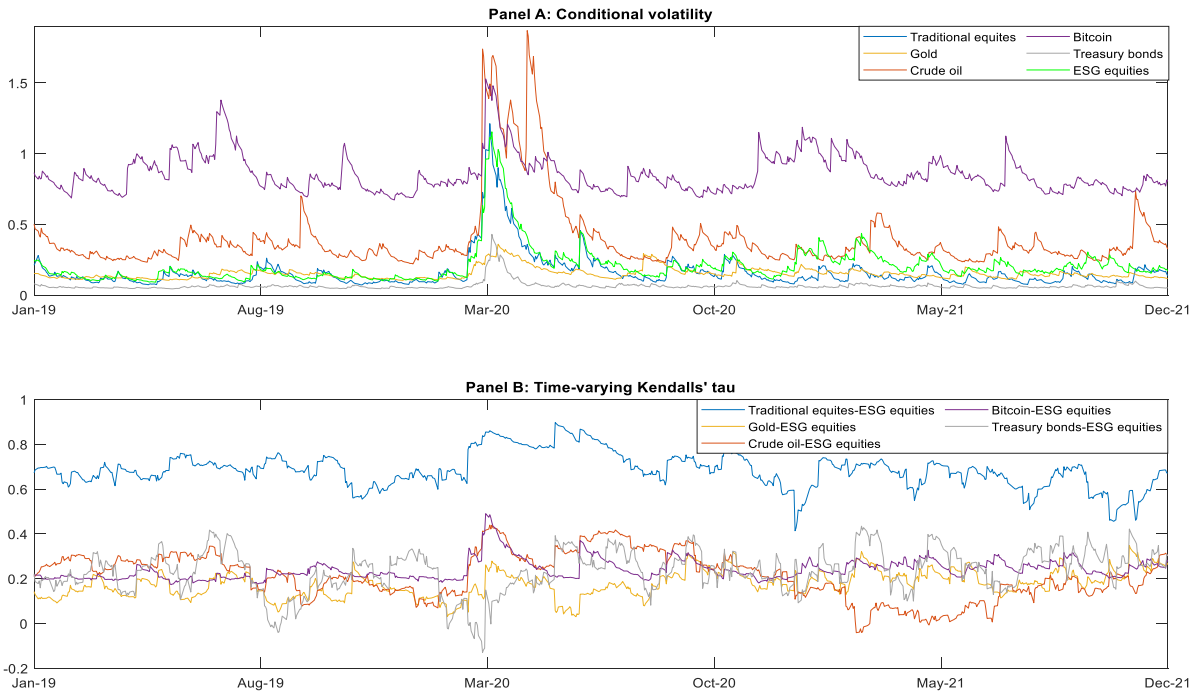 Panel A: Conditional volatility
Traditional equites
Bitcoin
Gold
Treasury bonds
Crude oil
ESG equities
1.5
1
0.5
0
Jan-19
Aug-19
Mar-20
Oct-20
May-21
Dec-21
Panel B: Time-varying Kendalls' tau
1
Traditional equites-ESG equities
Bitcoin-ESG equities
Gold-ESG equities
Treasury bonds-ESG equities
Crude oil-ESG equities
0.8
0.6
0.4
0.2
0
-0.2
Jan-19
Aug-19
Mar-20
Oct-20
May-21
Dec-21